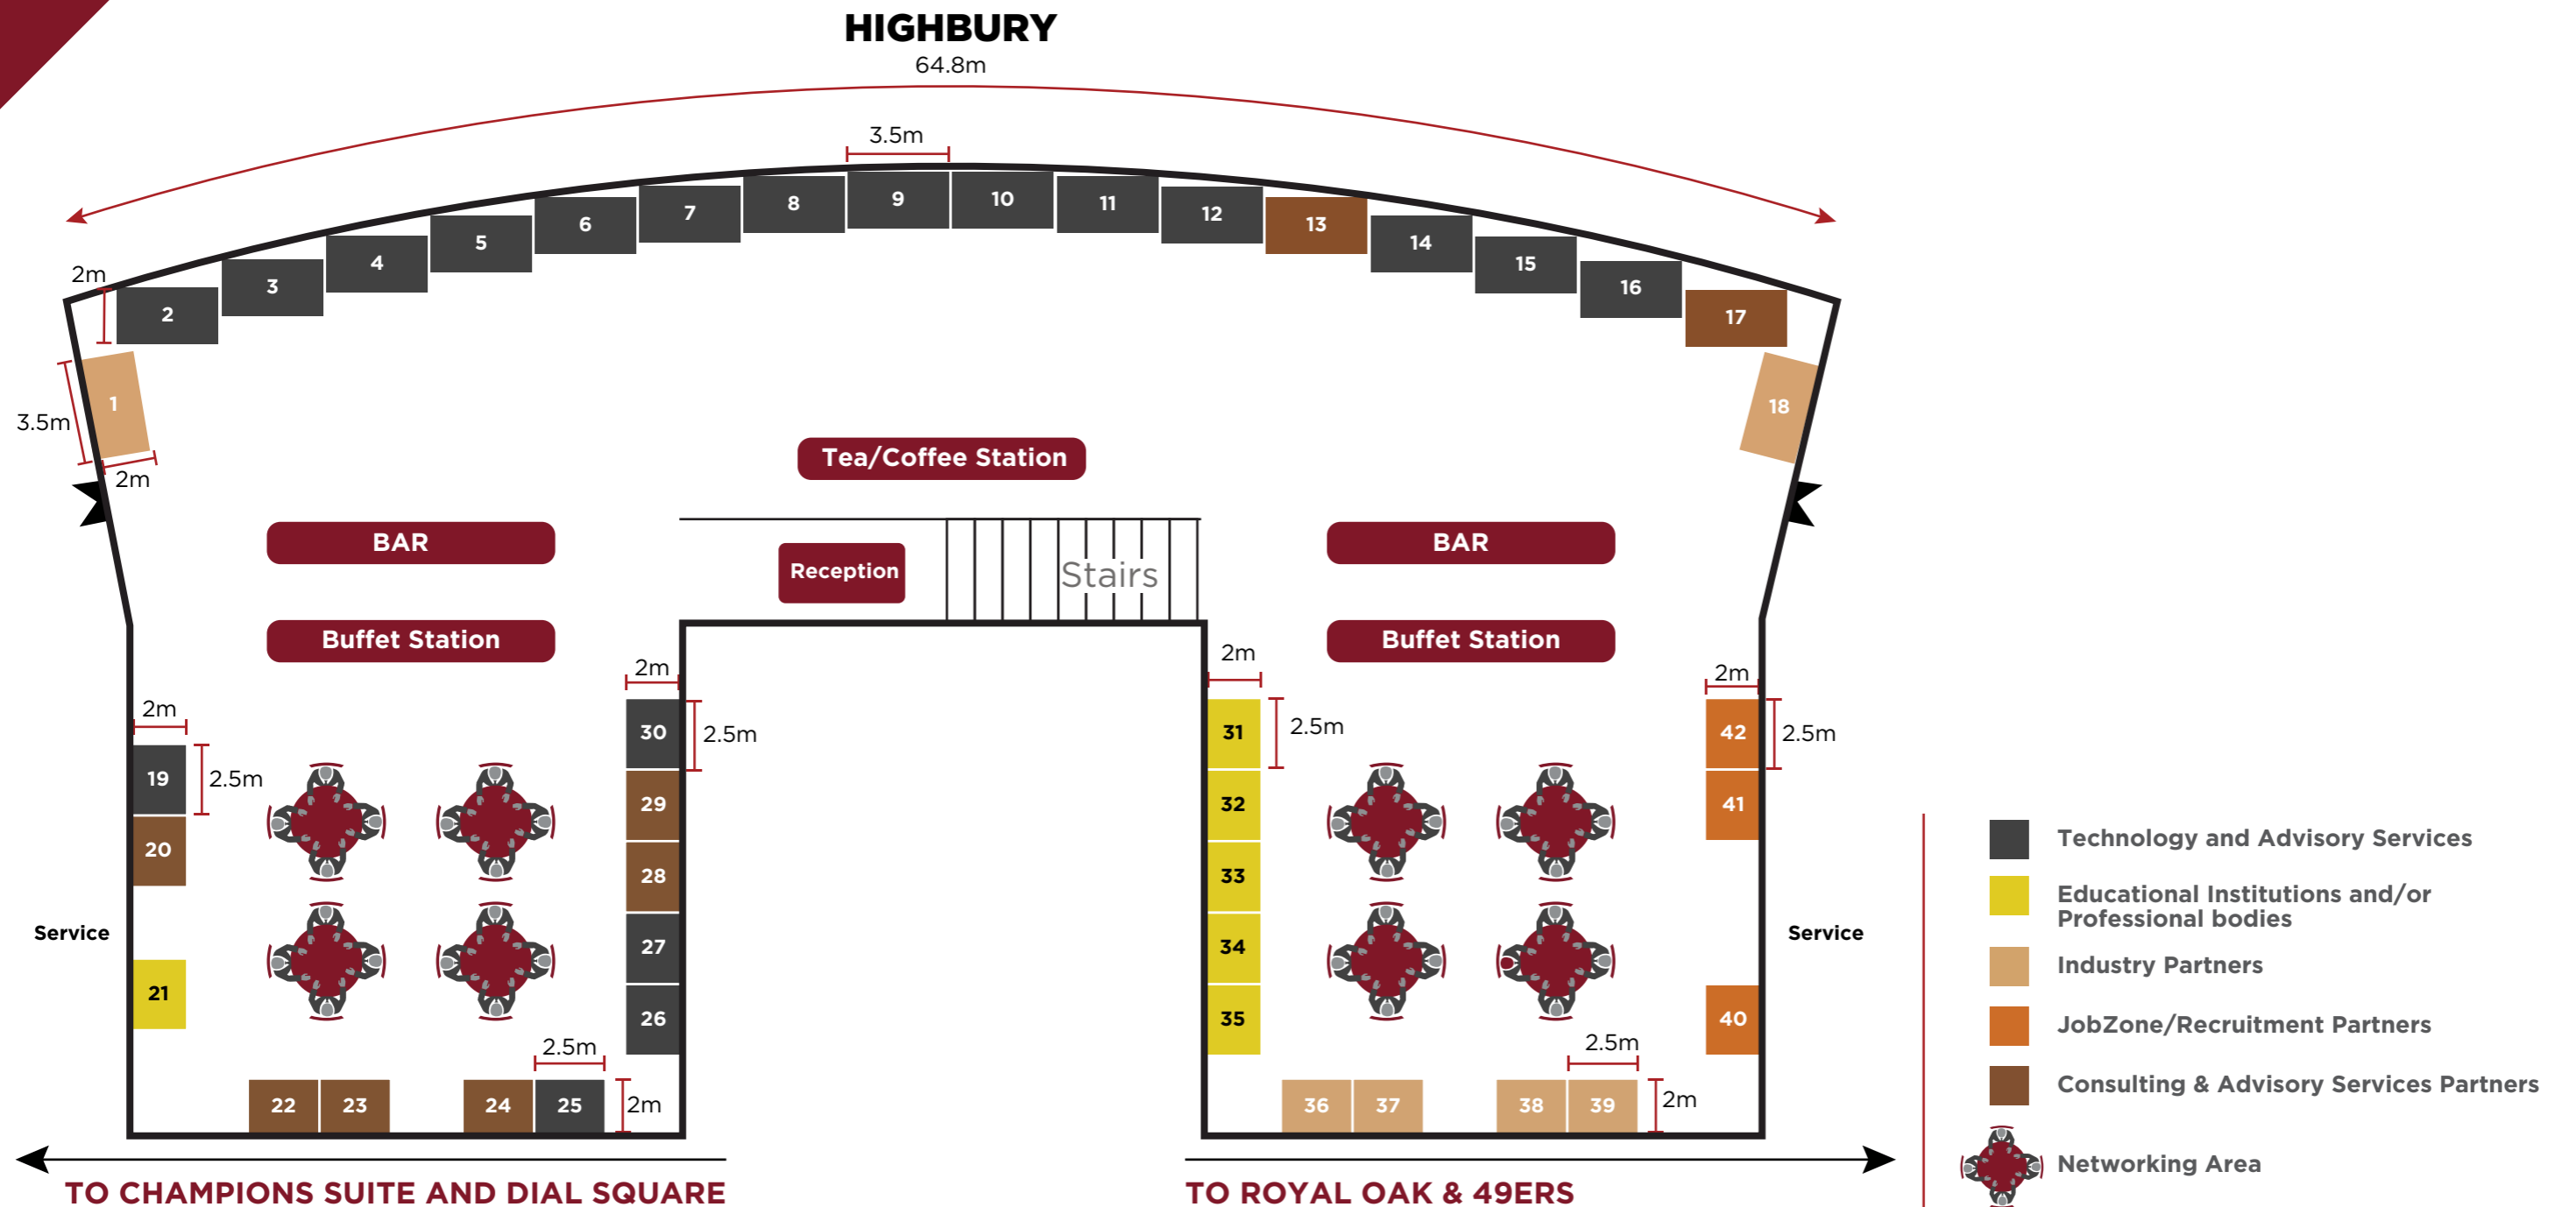 HIGHBURY
64.8m
3.5m
9
10
8
11
7
12
6
13
5
14
4
15
2m
3
16
2
17
1
18
3.5m
2m
Tea/Coffee Station
BAR
BAR
Reception
Stairs
Buffet Station
Buffet Station
2m
2m
2m
2m
30
2.5m
31
2.5m
42
2.5m
19
2.5m
29
32
41
20
28
33
Service
27
34
Service
21
26
35
40
2.5m
2.5m
22
23
24
25
2m
36
37
38
39
2m
TO CHAMPIONS SUITE AND DIAL SQUARE
TO ROYAL OAK & 49ERS
Technology and Advisory Services
Educational Institutions and/or
Professional bodies
Industry Partners
JobZone/Recruitment Partners
Consulting & Advisory Services Partners
Networking Area